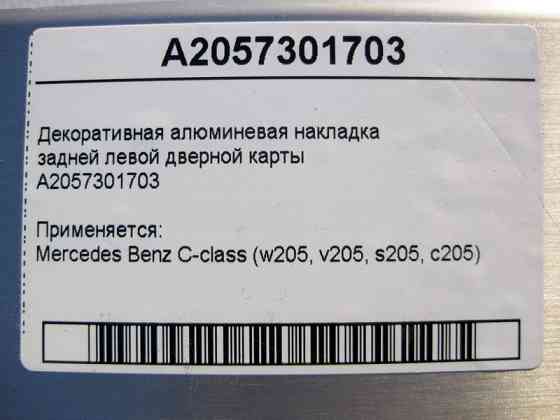 A2057301703
Декоративная алюминевая накладка
задней левой дверной карты
A2057301703
Применяется:
Mercedes Benz C-class (w205, v205, s205, c205)